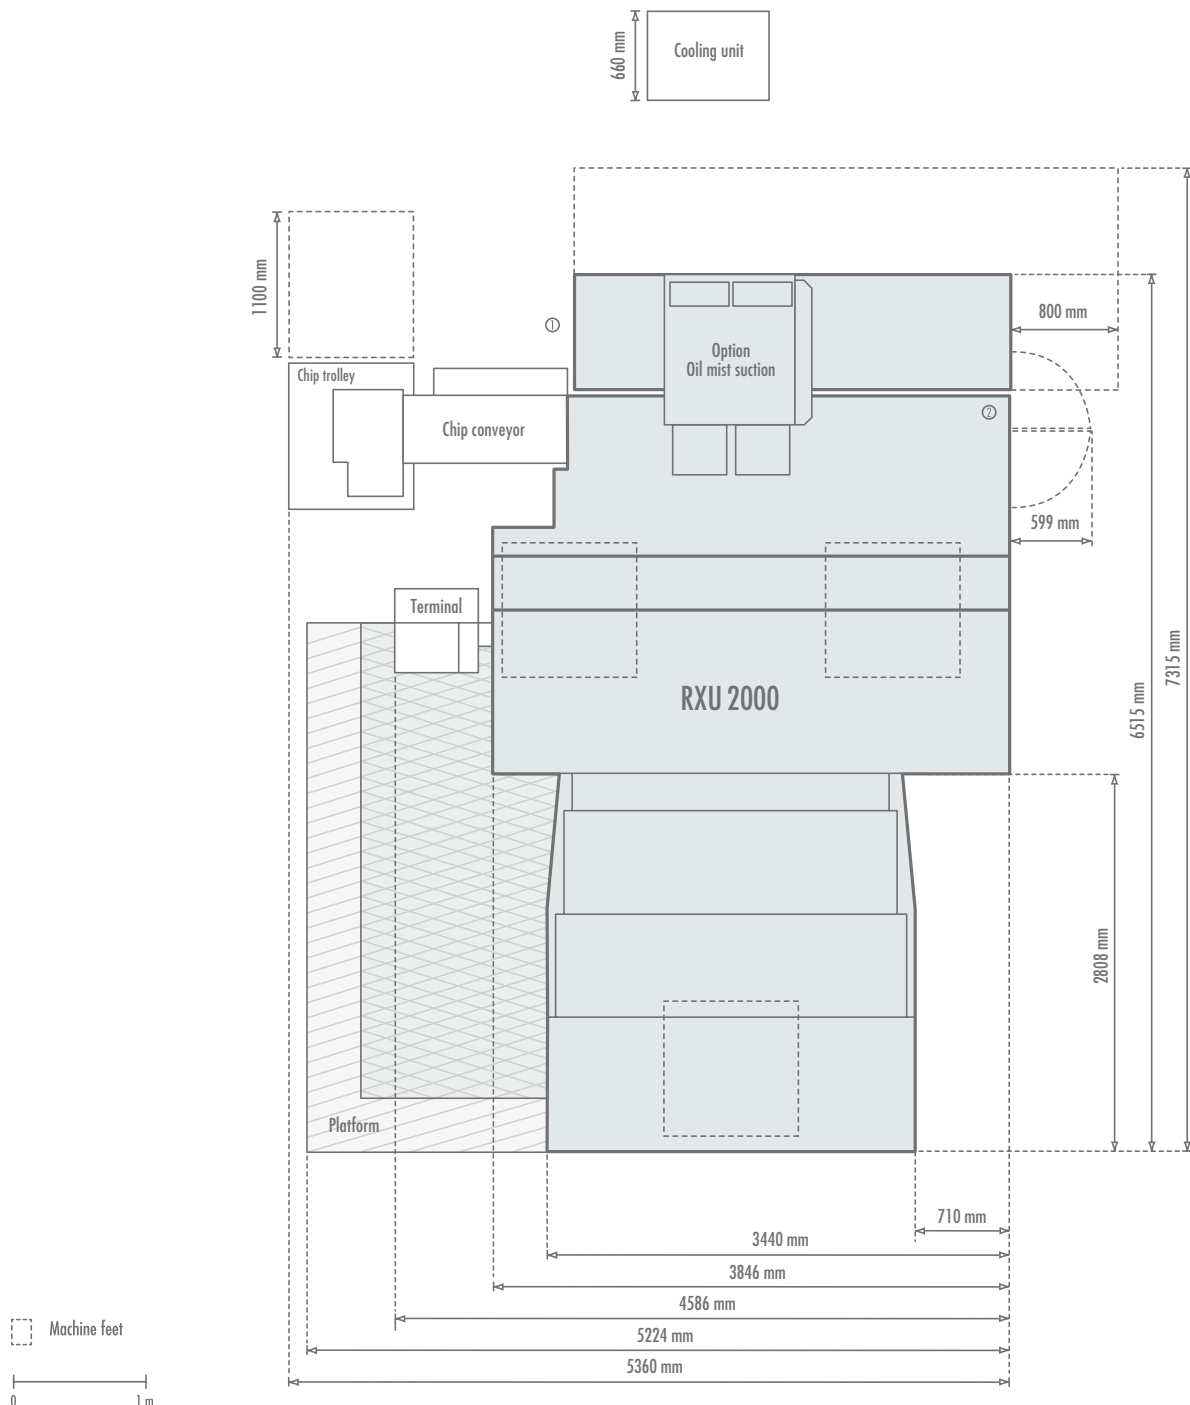 Cooling unit
660 mm
1100 mm
①
800 mm
Option
Oil mist suction
Chip trolley
②
Chip conveyor
599 mm
Terminal
7315 mm
6515 mm
RXU 2000
2808 mm
Platform
710 mm
3440 mm
3846 mm
4586 mm
5224 mm
Machine feet
5360 mm
0 1 m